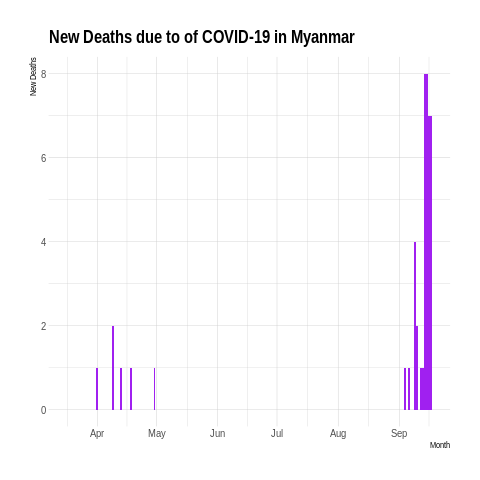 New Deaths due to of COVID-19 in Myanmar
New Deaths
8
6
4
2
0
Apr May Jun Jul Aug Sep
Month